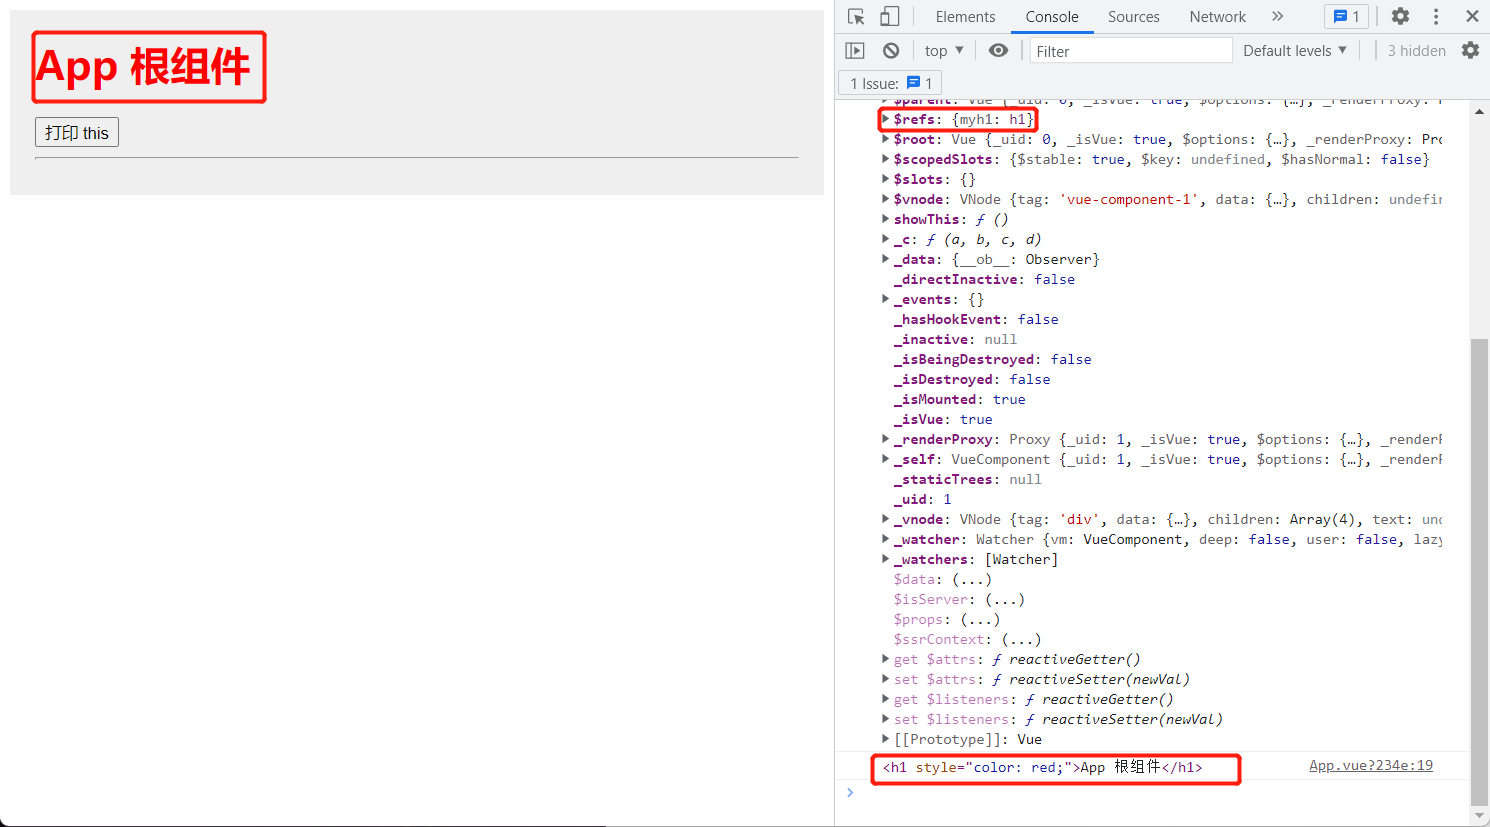 App 根组件
打印 this
Elements Console Sources Network 1
top Filter Default levels 3 hidden
1 Issue: 1
$parent: Vue {_uid: 0, _isVue: true, $options: {…}, _renderProxy:
$refs: {myh1: h1}
$root: Vue {_uid: 0, _isVue: true, $options: {…}, _renderProxy: Pro
$scopedSlots: {$stable: true, $key: undefined, $hasNormal: false}
$slots: {}
$vnode: VNode {tag: 'vue-component-1', data: {…}, children: undefin
showThis: ƒ ()
_c: ƒ (a, b, c, d)
_data: {__ob__: Observer}
_directInactive: false
_events: {}
_hasHookEvent: false
_inactive: null
_isBeingDestroyed: false
_isDestroyed: false
_isMounted: true
_isVue: true
_renderProxy: Proxy {_uid: 1, _isVue: true, $options: {…}, _renderP
_self: VueComponent {_uid: 1, _isVue: true, $options: {…}, _renderP
_staticTrees: null
_uid: 1
_vnode: VNode {tag: 'div', data: {…}, children: Array(4), text: und
_watcher: Watcher {vm: VueComponent, deep: false, user: false, lazy
_watchers: [Watcher]
$data: (...)
$isServer: (...)
$props: (...)
$ssrContext: (...)
get $attrs: ƒ reactiveGetter()
set $attrs: ƒ reactiveSetter(newVal)
get $listeners: ƒ reactiveGetter()
set $listeners: ƒ reactiveSetter(newVal)
[[Prototype]]: Vue
<h1 style="color: red;">App 根组件</h1> App.vue?234e:19